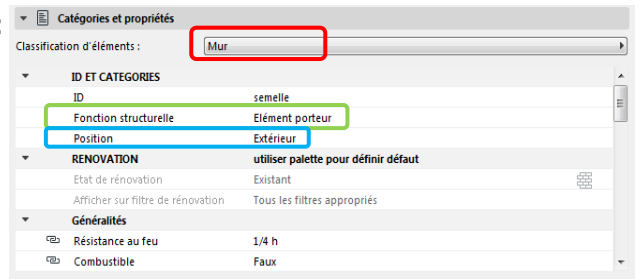 Catégories et propriétés
Classification d'éléments : Mur
ID ET CATEGORIES
ID semelle
Fonction structurelle Elément porteur
Position Extérieur
RENOVATION utiliser palette pour définir défaut
Etat de rénovation Existant
Afficher sur filtre de rénovation Tous les filtres appropriés
Généralités
Résistance au feu 1/4 h
Combustible Faux